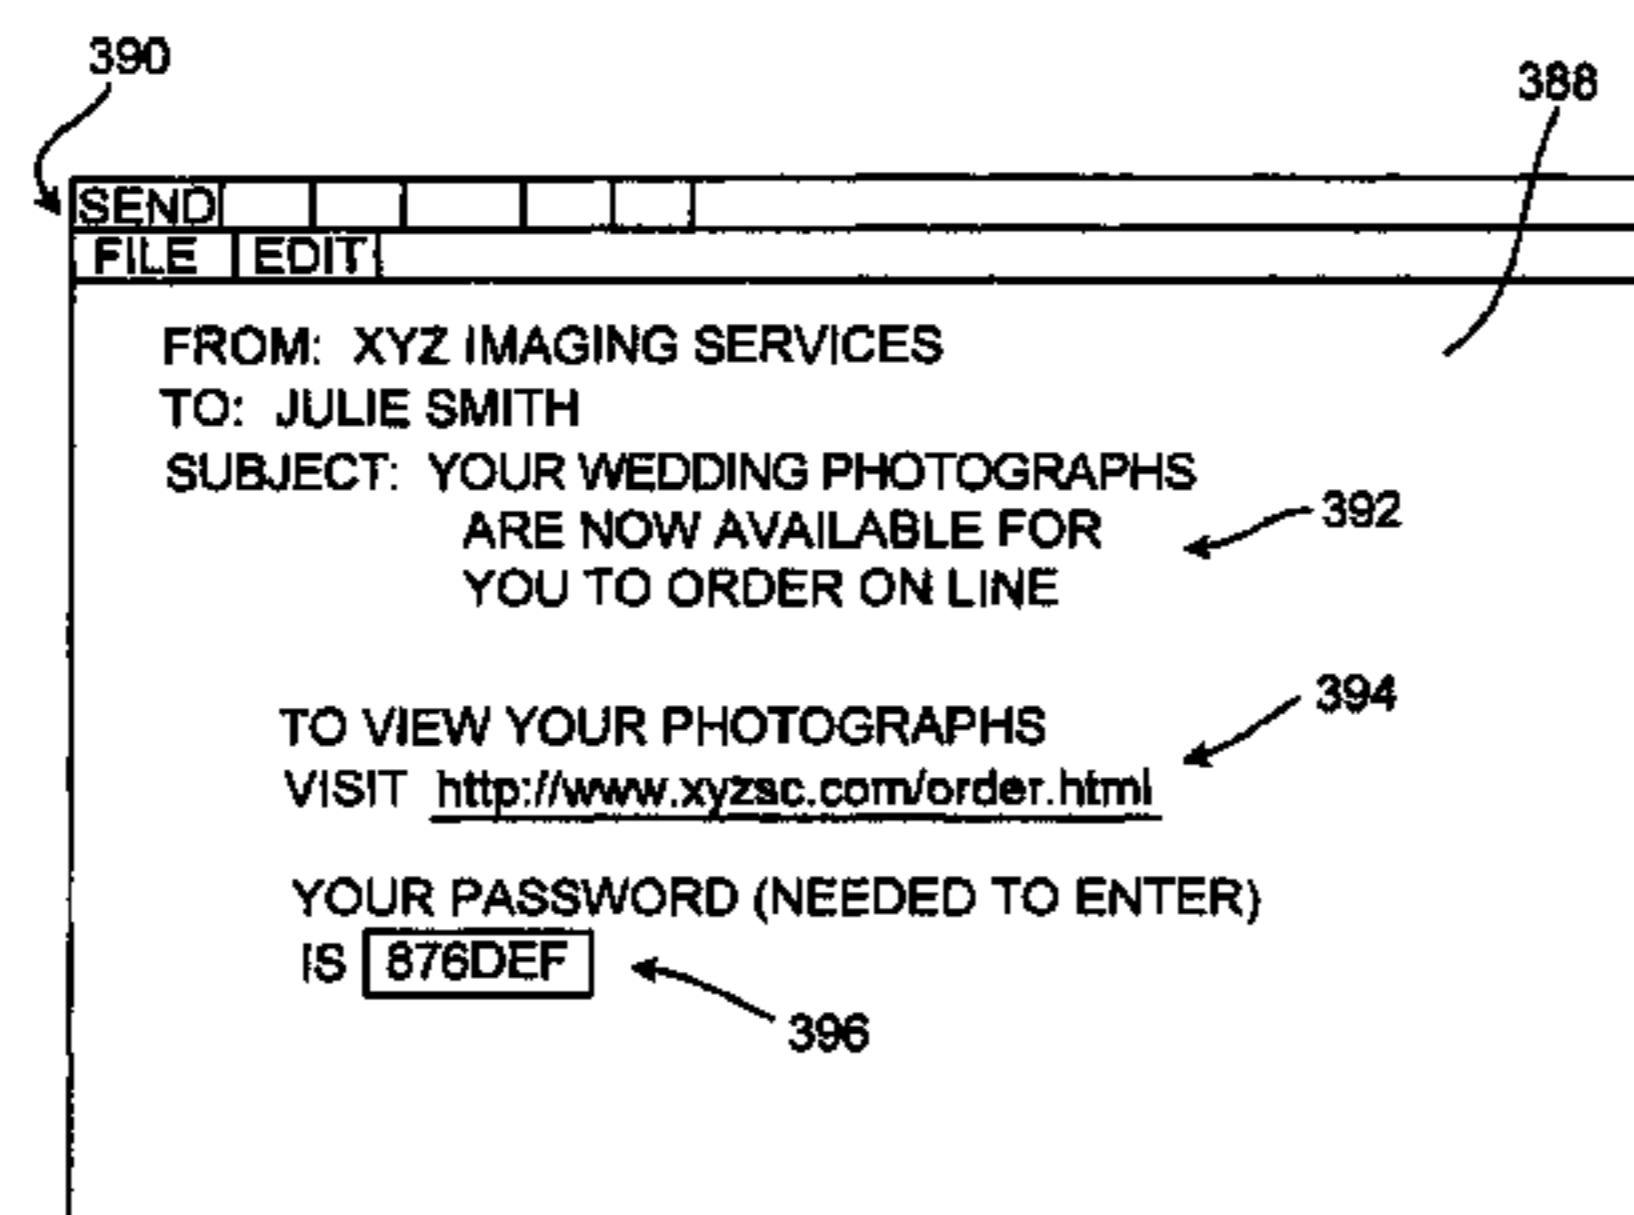 390
388
SEND
FILE EDIT
FROM: XYZ IMAGING SERVICES
TO: JULIE SMITH
SUBJECT: YOUR WEDDING PHOTOGRAPHS
ARE NOW AVAILABLE FOR
392
YOU TO ORDER ON LINE
394
TO VIEW YOUR PHOTOGRAPHS
VISIT http://www.xyzsc.com/order.html
YOUR PASSWORD (NEEDED TO ENTER)
IS 876DEF
396